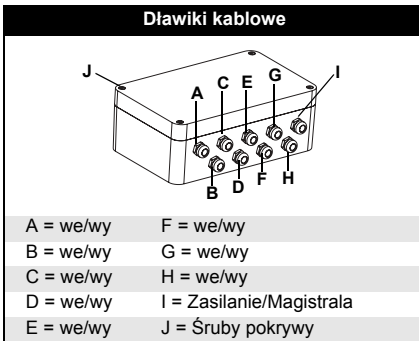 Dławiki kablowe
J
A
C
E
G
I
B
D
F
H
A = we/wy F = we/wy
B = we/wy G = we/wy
C = we/wy H = we/wy
D = we/wy I = Zasilanie/Magistrala
E = we/wy J = Śruby pokrywy